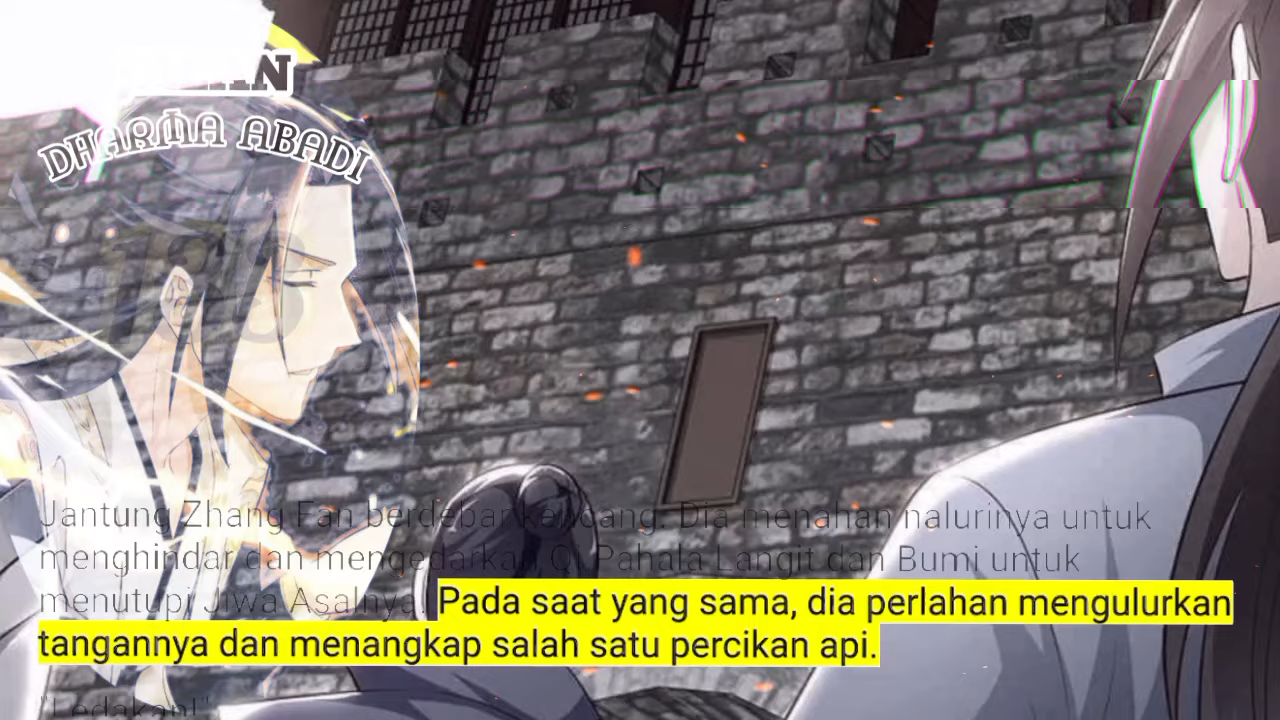 DHARMA ABADI
Jantung Zhang Fan berdebar kencang. Dia menahan nalurinya untuk
menghindar dan mengedarkan Qi Pahala Langit dan Bumi untuk
menutupi Jiwa Asalnya. Pada saat yang sama, dia perlahan mengulurkan
tangannya dan menangkap salah satu percikan api.
"Ledakan!"